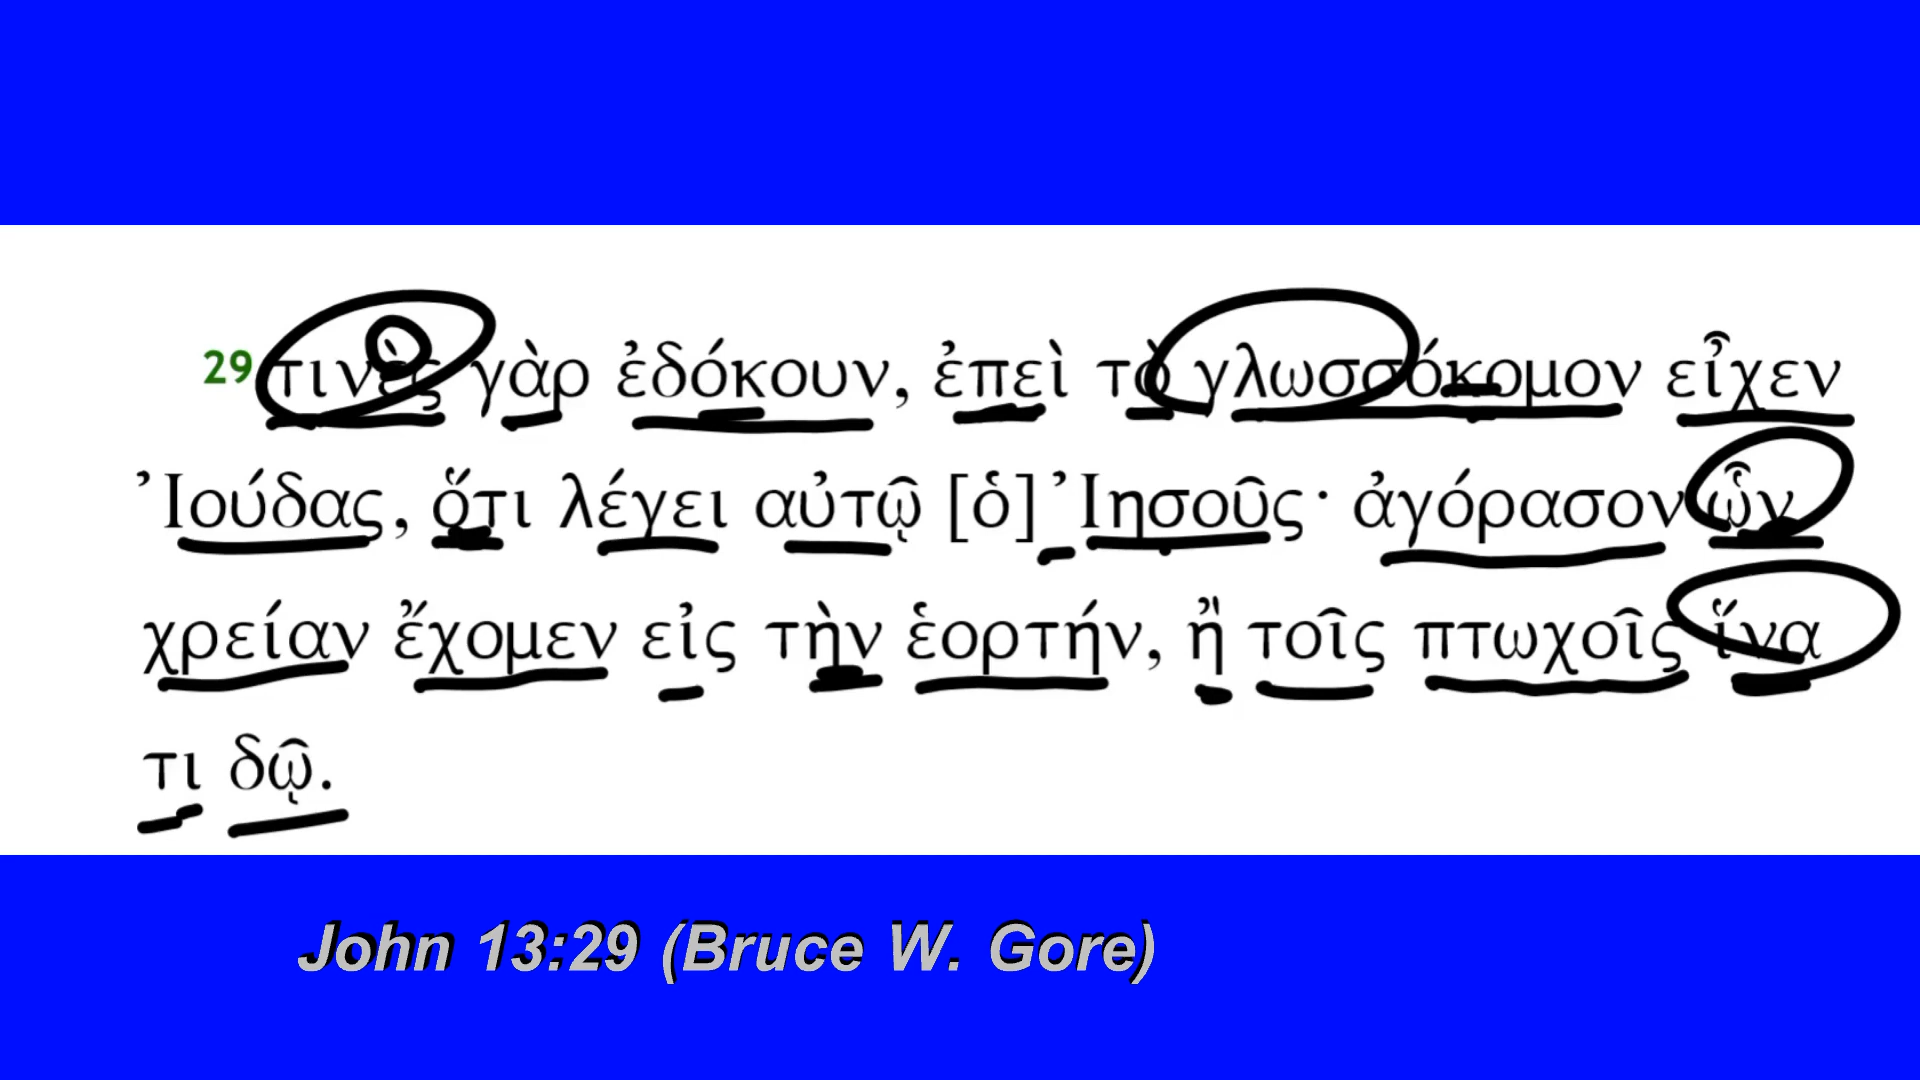 29 τινὲς γὰρ ἐδόκουν, ἐπεὶ τὸ γλωσσόκομον εἶχεν
Ἰούδας, ὅτι λέγει αὐτῷ [ὁ] Ἰησοῦς· ἀγόρασον ὧν
χρείαν ἔχομεν εἰς τὴν ἑορτήν, ἢ τοῖς πτωχοῖς ἵνα
τι δῷ.
John 13:29 (Bruce W. Gore)